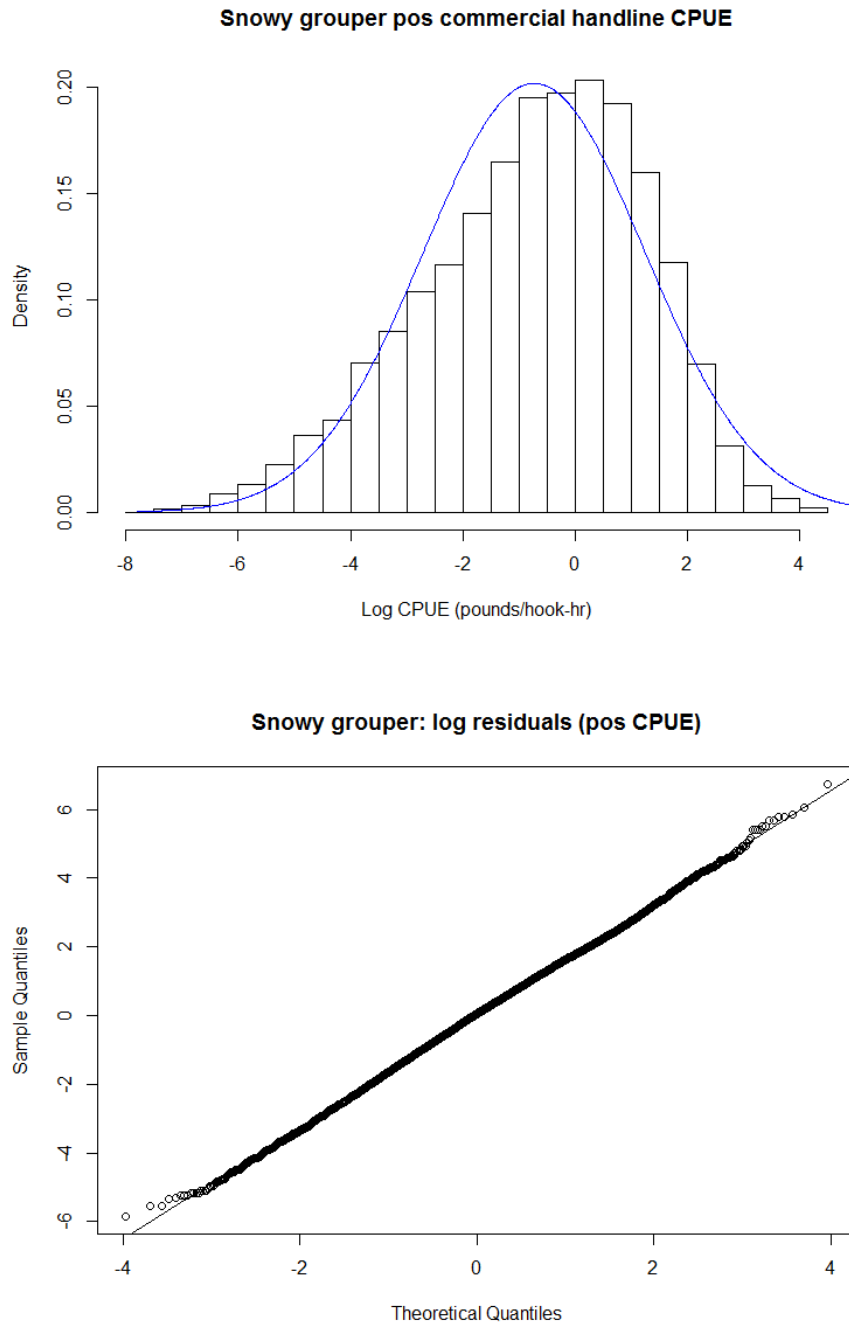 Snowy grouper pos commercial handline CPUE
Density
0.20
0.15
0.10
0.05
0.00
-8 -6 -4 -2 0 2 4
Log CPUE (pounds/hook-hr)
Snowy grouper: log residuals (pos CPUE)
Sample Quantiles
6
4
2
0
-2
-4
-6
-4 -2 0 2 4
Theoretical Quantiles